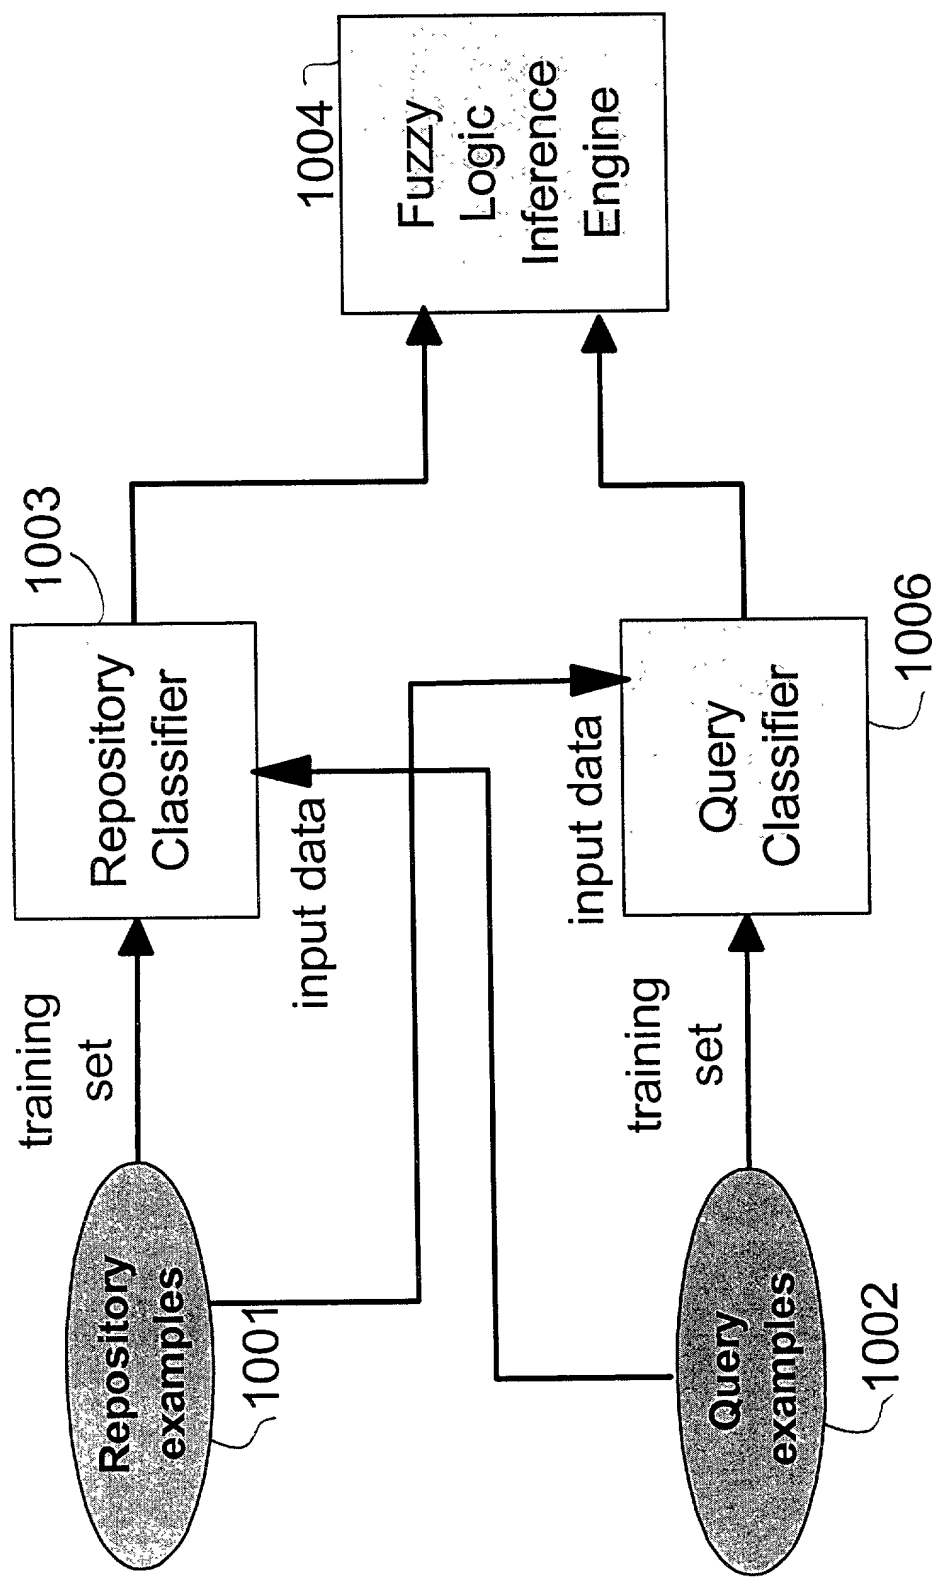 Repository
examples
1001
training
set
Repository
Classifier
1003
input data
Fuzzy
Logic
Inference
Engine
1004
Query
examples
1002
training
set
input data
Query
Classifier
1006